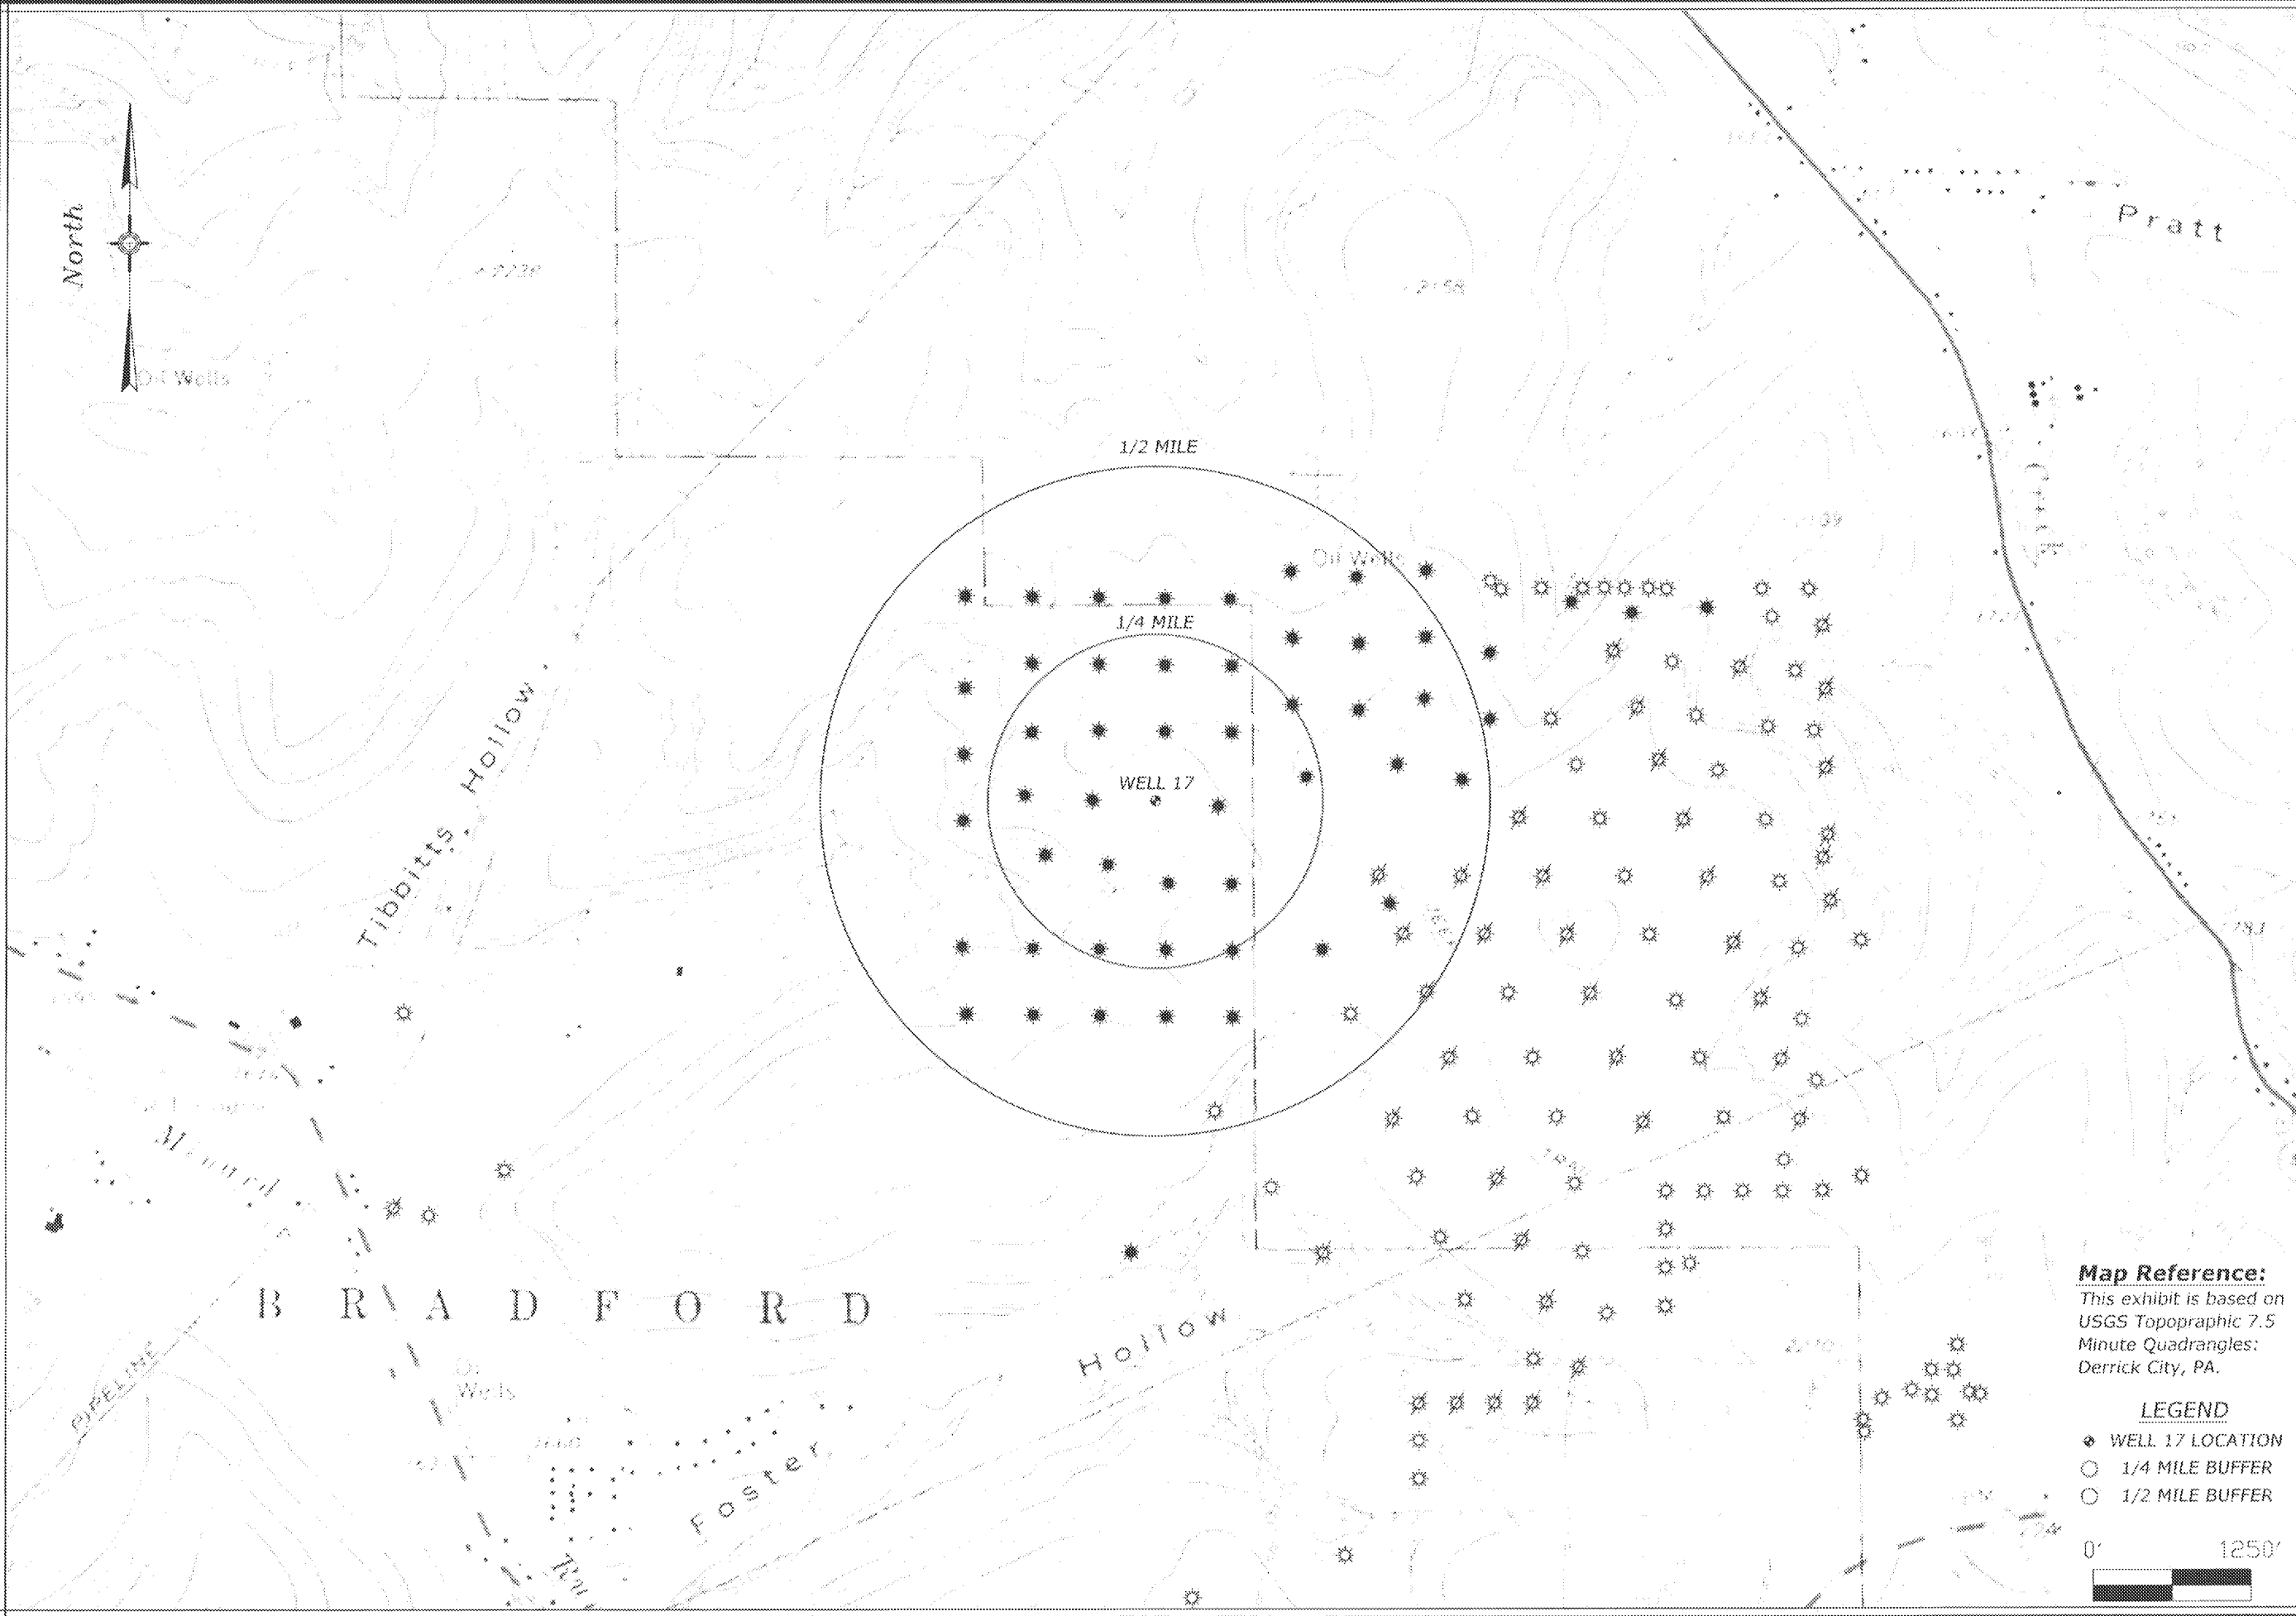 Pratt
North
2158
Oil Wells
1/2 MILE
Oil Wells
1/4 MILE
WELL 17
Tibbitts Hollow
BRADFORD
Hollow
Foster
PIPELINE
Wells
Map Reference:
This exhibit is based on
USGS Topopraphic 7.5
Minute Quadrangles:
Derrick City, PA.
LEGEND
WELL 17 LOCATION
1/4 MILE BUFFER
1/2 MILE BUFFER
0' 1250'